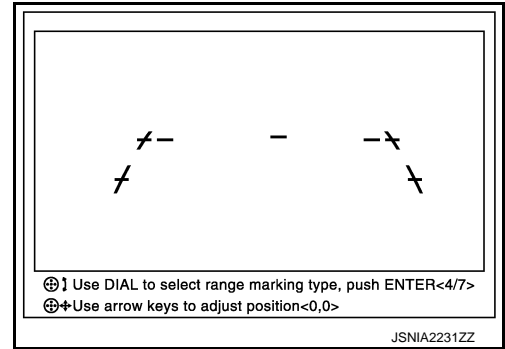 Use DIAL to select range marking type, push ENTER<4/7>
Use arrow keys to adjust position<0,0>
JSNIA2231ZZ